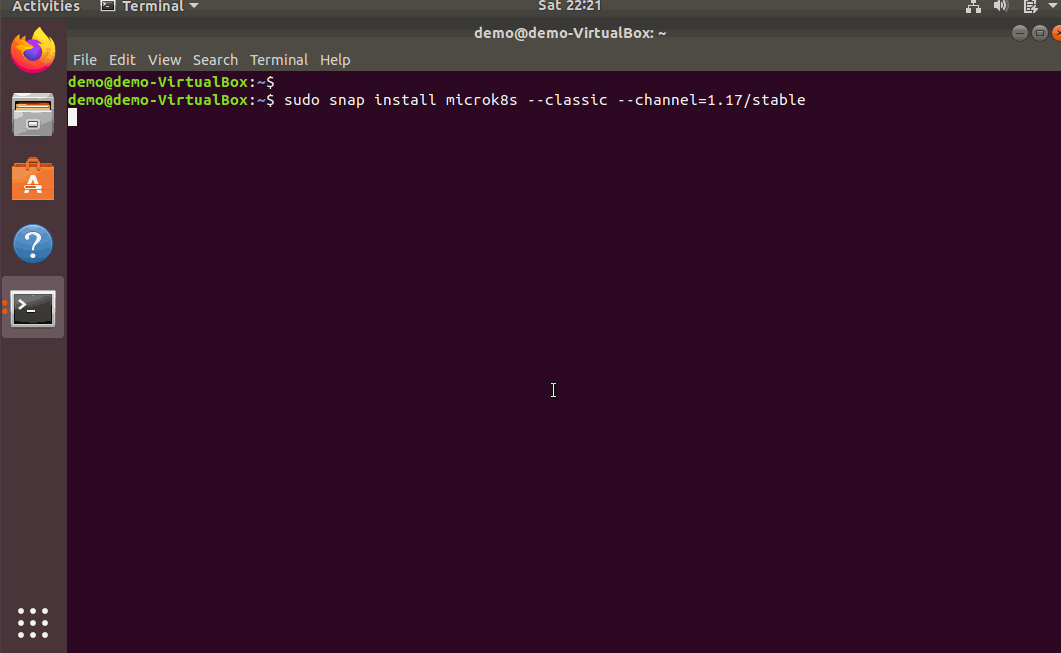 Activities Terminal Sat 22:21
demo@demo-VirtualBox: ~
File Edit View Search Terminal Help
demo@demo-VirtualBox:~$
demo@demo-VirtualBox:~$ sudo snap install microk8s --classic --channel=1.17/stable